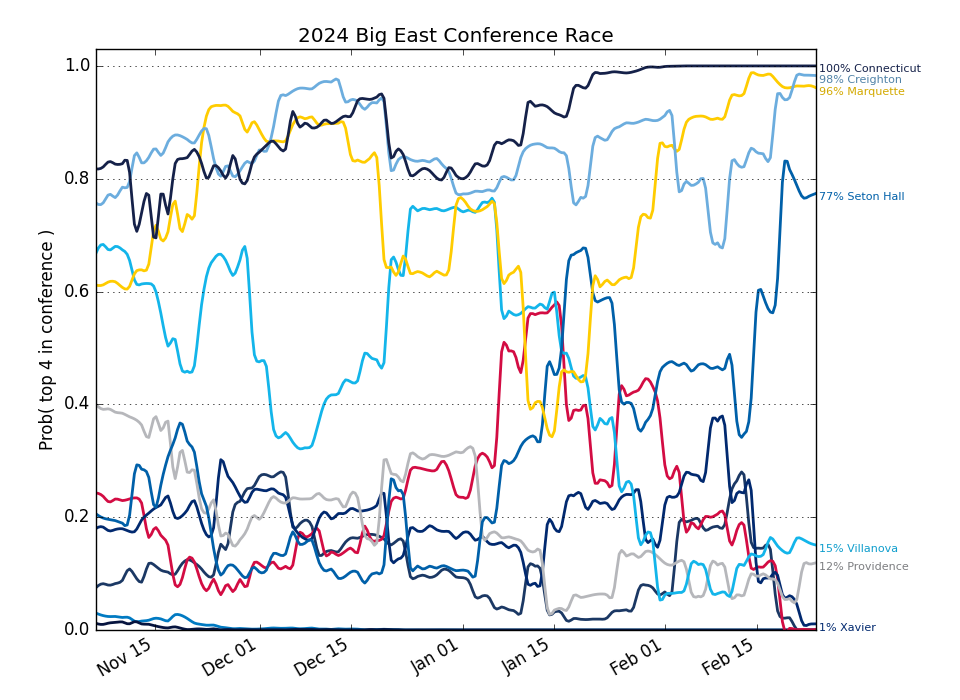 2024 Big East Conference Race
Prob( top 4 in conference )
1.0
0.8
0.6
0.4
0.2
0.0
100% Connecticut
98% Creighton
96% Marquette
77% Seton Hall
15% Villanova
12% Providence
1% Xavier
Nov 15
Dec 01
Dec 15
Jan 01
Jan 15
Feb 01
Feb 15